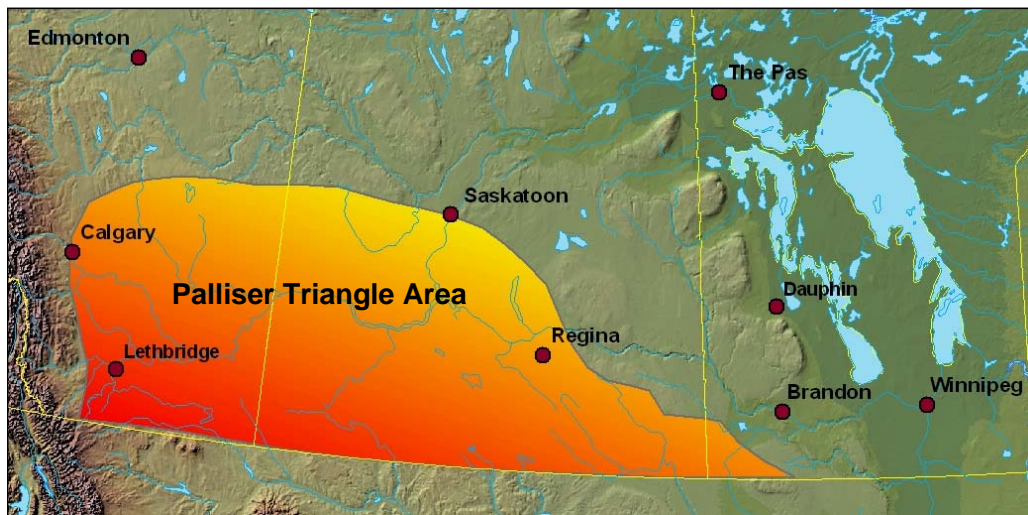 Edmonton
The Pas
Saskatoon
Calgary
Palliser Triangle Area
Dauphin
Regina
Lethbridge
Brandon
Winnipeg